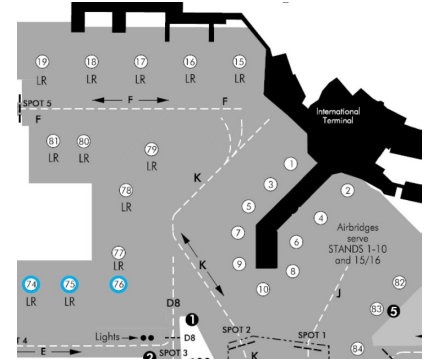 19 18 17 16 15
LR LR LR LR LR
SPOT 5 F F
F
International
Terminal
81 80 79
LR LR LR
1
K
3
2
78
LR
5
4
7
6
Airbridges
serve
STANDS 1-10
and 15/16
77
LR
K
9
8
74 75 76
LR LR
10
J
82
83 5
D8
1
Lights D8
SPOT 2 SPOT 1
4 E 2 SPOT 3
K
84